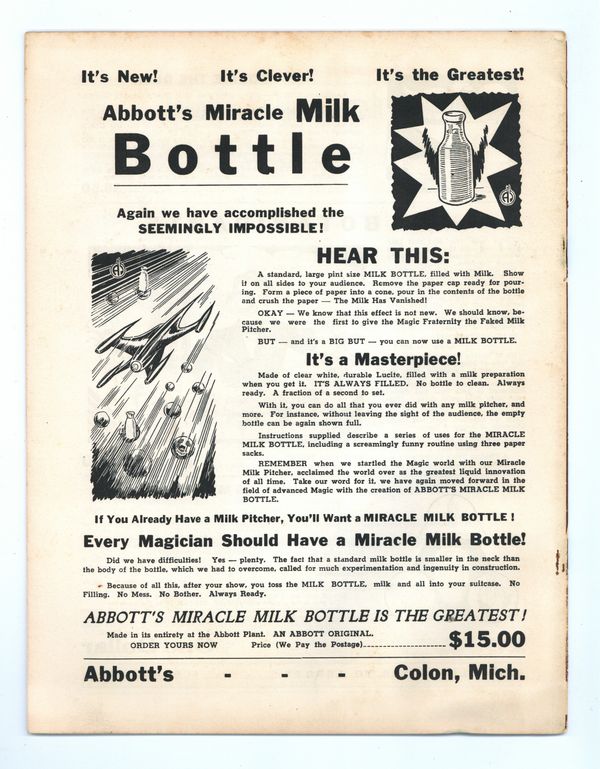 It's New! It's Clever! It's the Greatest!
Abbott's Miracle Milk
Bottle
Again we have accomplished the
SEEMINGLY IMPOSSIBLE!
HEAR THIS:
A standard, large pint size MILK BOTTLE, filled with Milk. Show
it on all sides to your audience. Remove the paper cap ready for pour-
ing. Form a piece of paper into a cone, pour in the contents of the bottle
and crush the paper — The Milk Has Vanished!
OKAY — We know that this effect is not new. We should know, be-
cause we were the first to give the Magic Fraternity the Faked Milk
Pitcher.
BUT — and it's a BIG BUT — you can now use a MILK BOTTLE.
It's a Masterpiece!
Made of clear white, durable Lucite, filled with a milk preparation
when you get it. IT'S ALWAYS FILLED. No bottle to clean. Always
ready. A fraction of a second to set.
With it, you can do all that you ever did with any milk pitcher, and
more. For instance, without leaving the sight of the audience, the empty
bottle can be again shown full.
Instructions supplied describe a series of uses for the MIRACLE
MILK BOTTLE, including a screamingly funny routine using three paper
sacks.
REMEMBER when we startled the Magic world with our Miracle
Milk Pitcher, acclaimed the world over as the greatest liquid innovation
of all time. Take our word for it, we have again moved forward in the
field of advanced Magic with the creation of ABBOTT'S MIRACLE MILK
BOTTLE.
If You Already Have a Milk Pitcher, You'll Want a MIRACLE MILK BOTTLE !
Every Magician Should Have a Miracle Milk Bottle!
Did we have difficulties! Yes — plenty. The fact that a standard milk bottle is smaller in the neck than
the body of the bottle, which we had to overcome, called for much experimentation and ingenuity in construction.
Because of all this, after your show, you toss the MILK BOTTLE, milk and all into your suitcase. No
Filling. No Mess. No Bother. Always Ready.
ABBOTT'S MIRACLE MILK BOTTLE IS THE GREATEST!
Made in its entirety at the Abbott Plant. AN ABBOTT ORIGINAL.
ORDER YOURS NOW Price (We Pay the Postage)------------------------$15.00
Abbott's - - - Colon, Mich.